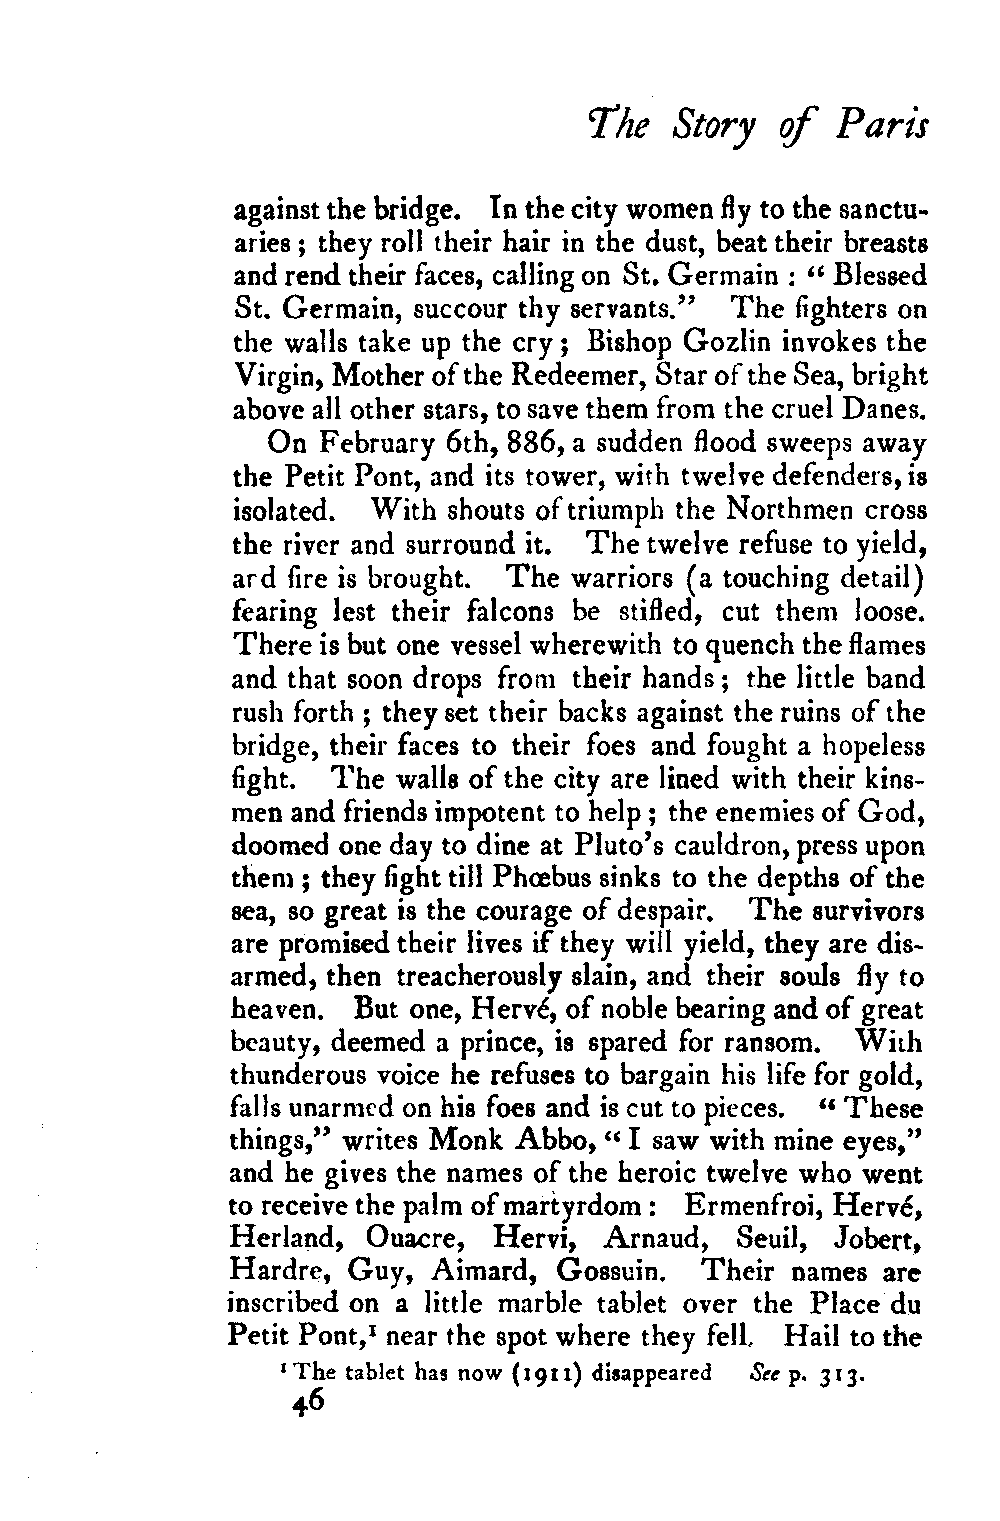 The Story of Paris
against the bridge. In the city women fly to the sanctu-
aries ; they roll their hair in the dust, beat their breasts
and rend their faces, calling on St. Germain : “ Blessed
St. Germain, succour thy servants.” The fighters on
the walls take up the cry ; Bishop Gozlin invokes the
Virgin, Mother of the Redeemer, Star of the Sea, bright
above all other stars, to save them from the cruel Danes.
On February 6th, 886, a sudden flood sweeps away
the Petit Pont, and its tower, with twelve defenders, is
isolated. With shouts of triumph the Northmen cross
the river and surround it. The twelve refuse to yield,
ard fire is brought. The warriors (a touching detail)
fearing lest their falcons be stifled, cut them loose.
There is but one vessel wherewith to quench the flames
and that soon drops from their hands ; the little band
rush forth ; they set their backs against the ruins of the
bridge, their faces to their foes and fought a hopeless
fight. The walls of the city are lined with their kins-
men and friends impotent to help ; the enemies of God,
doomed one day to dine at Pluto’s cauldron, press upon
them ; they fight till Phœbus sinks to the depths of the
sea, so great is the courage of despair. The survivors
are promised their lives if they will yield, they are dis-
armed, then treacherously slain, and their souls fly to
heaven. But one, Hervé, of noble bearing and of great
beauty, deemed a prince, is spared for ransom. With
thunderous voice he refuses to bargain his life for gold,
falls unarmed on his foes and is cut to pieces. “ These
things,” writes Monk Abbo, “ I saw with mine eyes,”
and he gives the names of the heroic twelve who went
to receive the palm of martyrdom : Ermenfroi, Hervé,
Herland, Ouacre, Hervi, Arnaud, Seuil, Jobert,
Hardre, Guy, Aimard, Gossuin. Their names are
inscribed on a little marble tablet over the Place du
Petit Pont,¹ near the spot where they fell. Hail to the
¹ The tablet has now (1911) disappeared See p. 313.
46